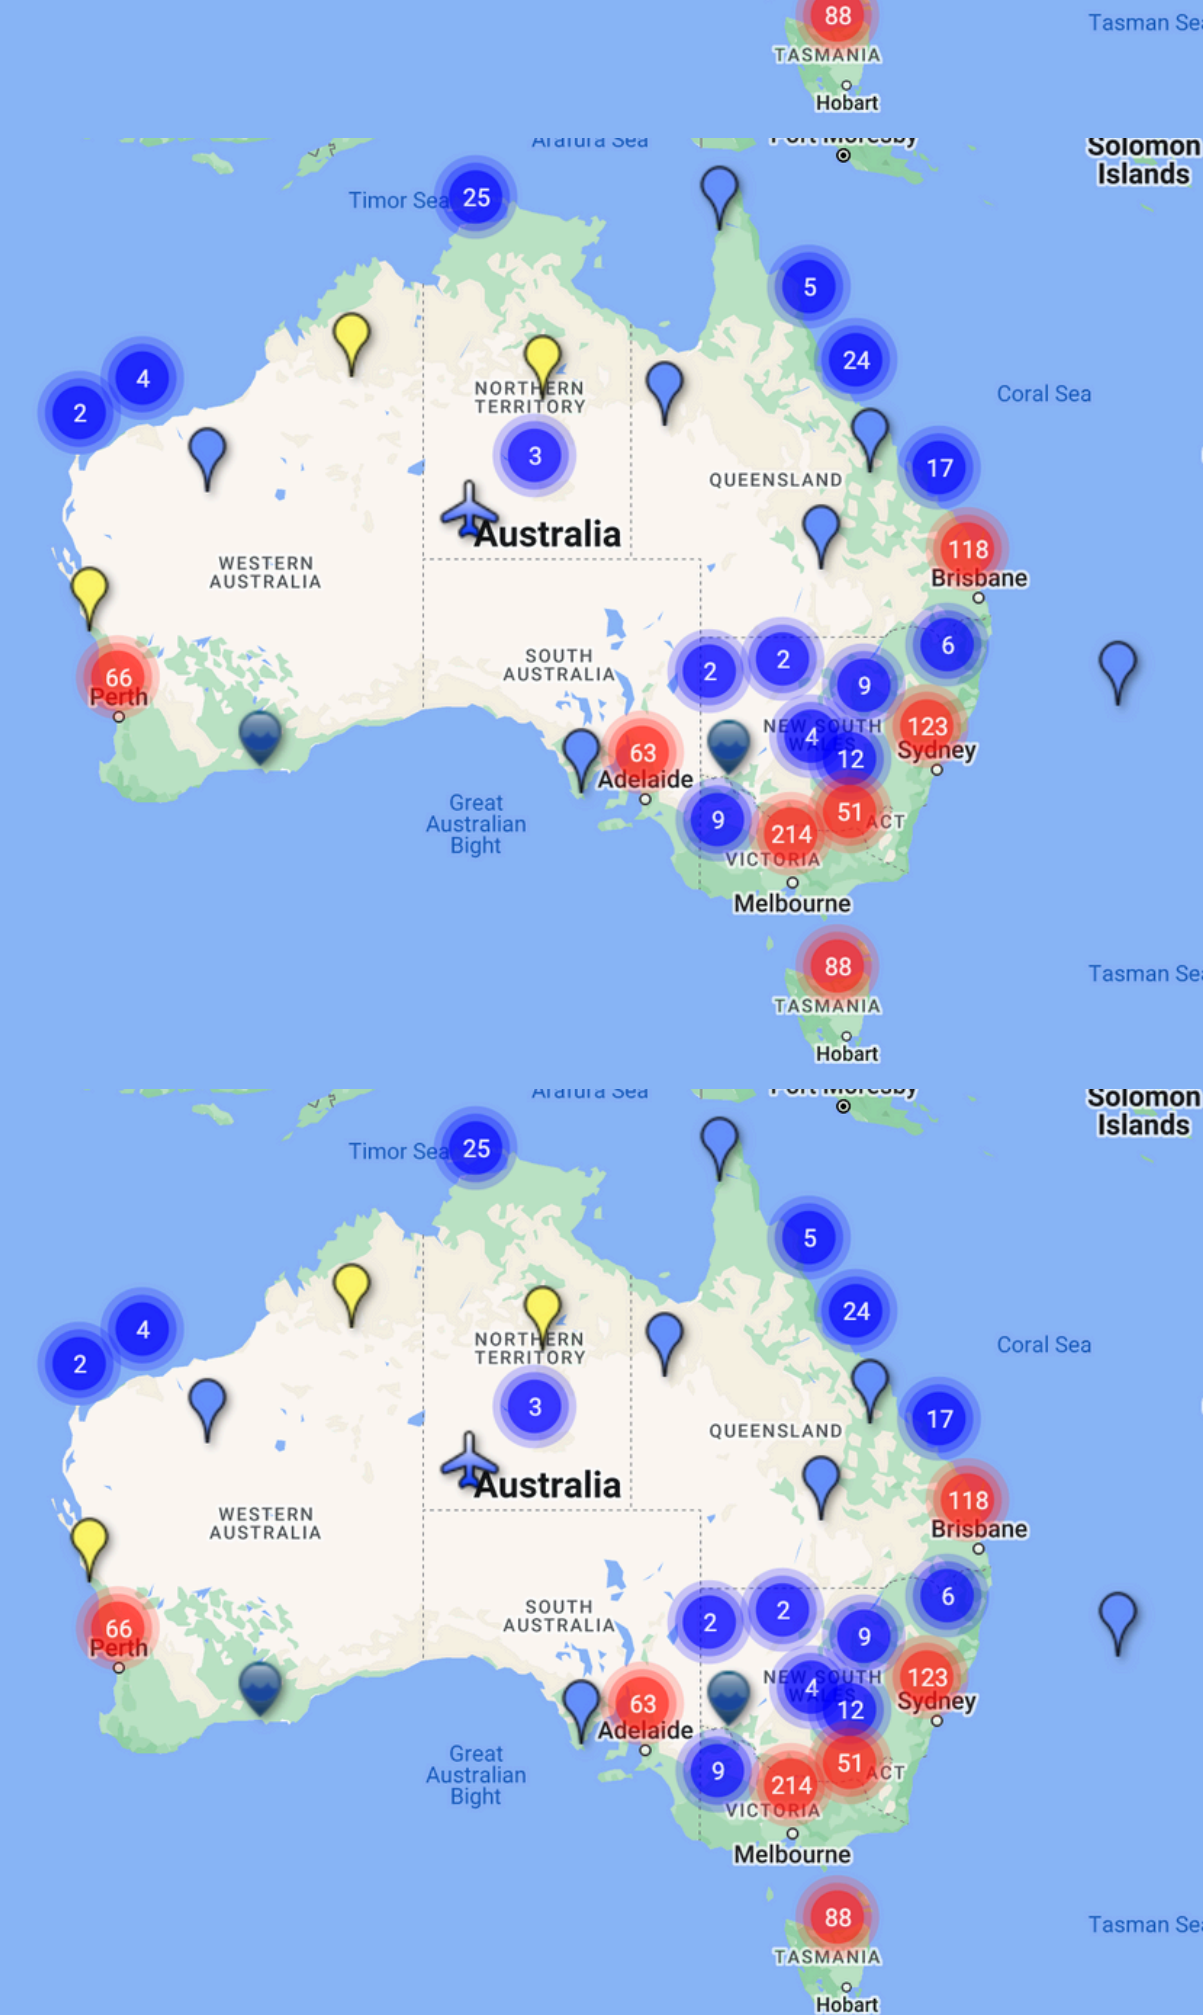 88
Tasman Sea
TASMANIA
Hobart
Arafura Sea
Port Moresby
Solomon
Islands
Timor Sea
25
5
24
4
2
NORTHERN
TERRITORY
Coral Sea
3
17
QUEENSLAND
Australia
118
WESTERN
AUSTRALIA
Brisbane
6
SOUTH
AUSTRALIA
2
2
9
66
Perth
NEW SOUTH
WALES
4
123
Sydney
12
63
Adelaide
Great
Australian
Bight
9
214
51
ACT
VICTORIA
Melbourne
88
TASMANIA
Tasman Sea
Hobart
Arafura Sea
Port Moresby
Solomon
Islands
Timor Sea
25
5
24
4
2
NORTHERN
TERRITORY
Coral Sea
3
17
QUEENSLAND
Australia
118
WESTERN
AUSTRALIA
Brisbane
6
SOUTH
AUSTRALIA
2
2
9
66
Perth
NEW SOUTH
WALES
4
123
Sydney
12
63
Adelaide
Great
Australian
Bight
9
214
51
ACT
VICTORIA
Melbourne
88
Tasman Sea
TASMANIA
Hobart